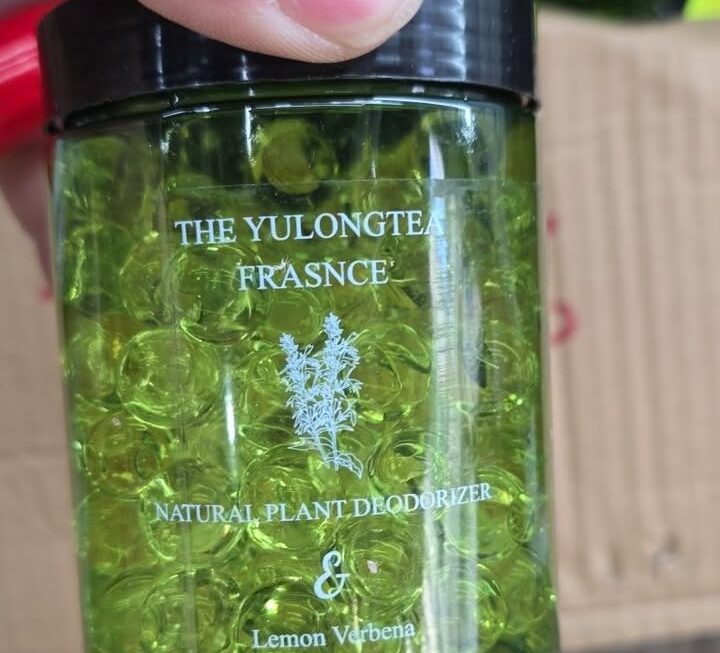 THE YULONGTEA
FRASNCE
NATURAL PLANT DEODORIZER
&
Lemon Verbena